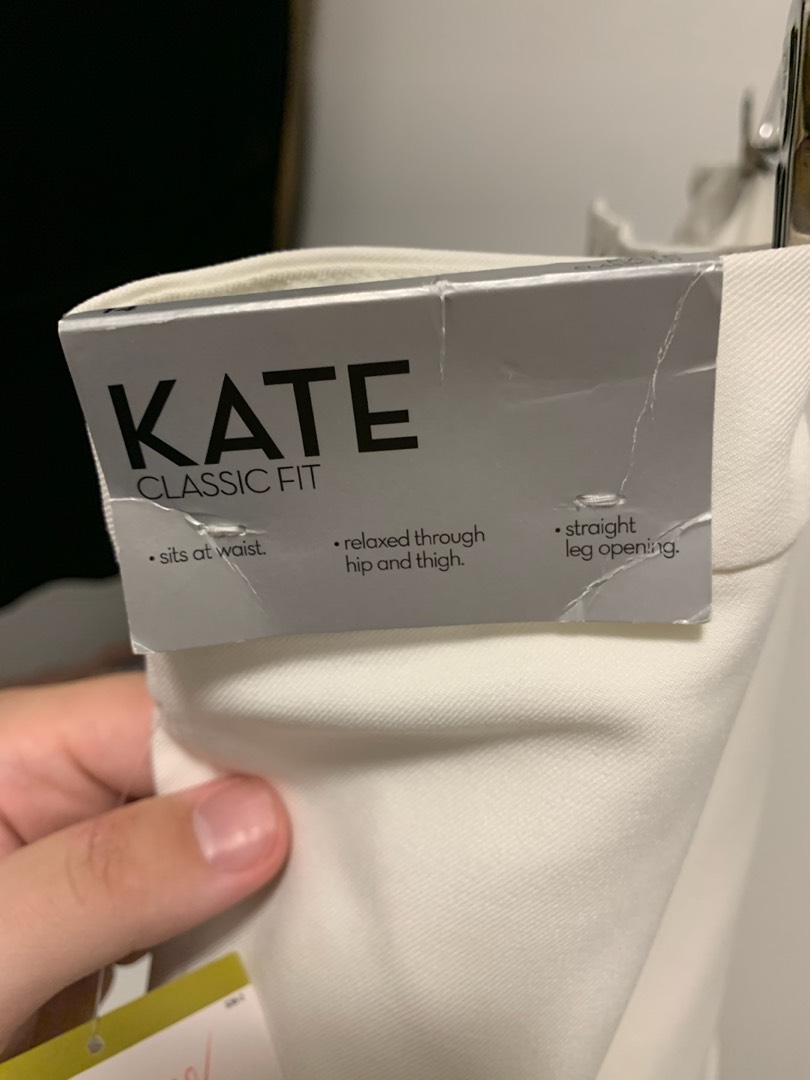 KATE
CLASSIC FIT
• sits at waist.
• relaxed through
hip and thigh.
• straight
leg opening.